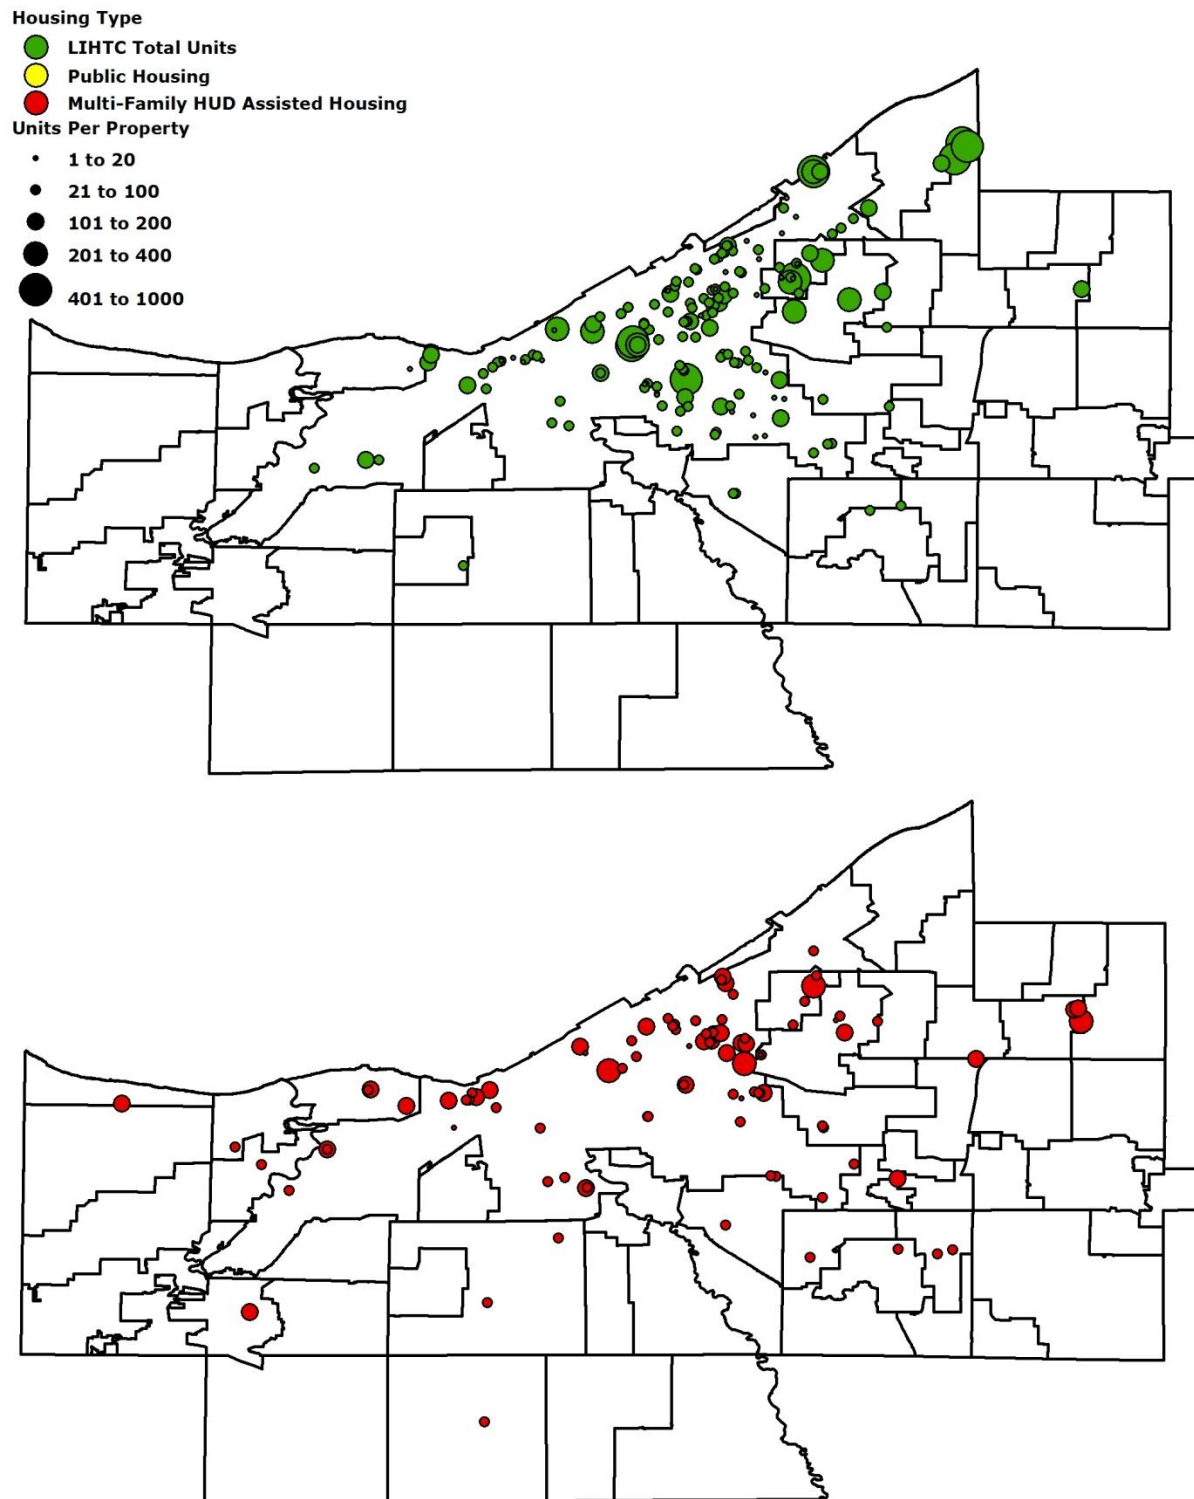 Housing Type
LIHTC Total Units
Public Housing
Multi-Family HUD Assisted Housing
Units Per Property
1 to 20
21 to 100
101 to 200
201 to 400
401 to 1000